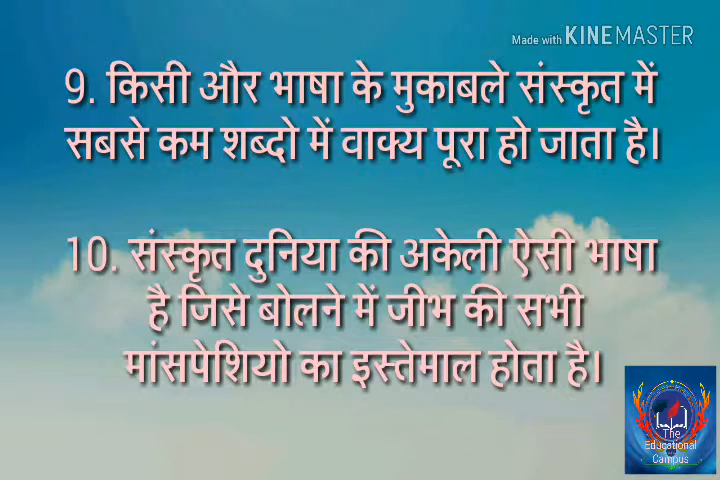 Made with KINEMASTER
9. किसी और भाषा के मुकाबले संस्कृत में
सबसे कम शब्दो में वाक्य पूरा हो जाता है।
10. संस्कृत दुनिया की अकेली ऐसी भाषा
है जिसे बोलने में जीभ की सभी
मांसपेशियो का इस्तेमाल होता है।
The
Educational
Campus